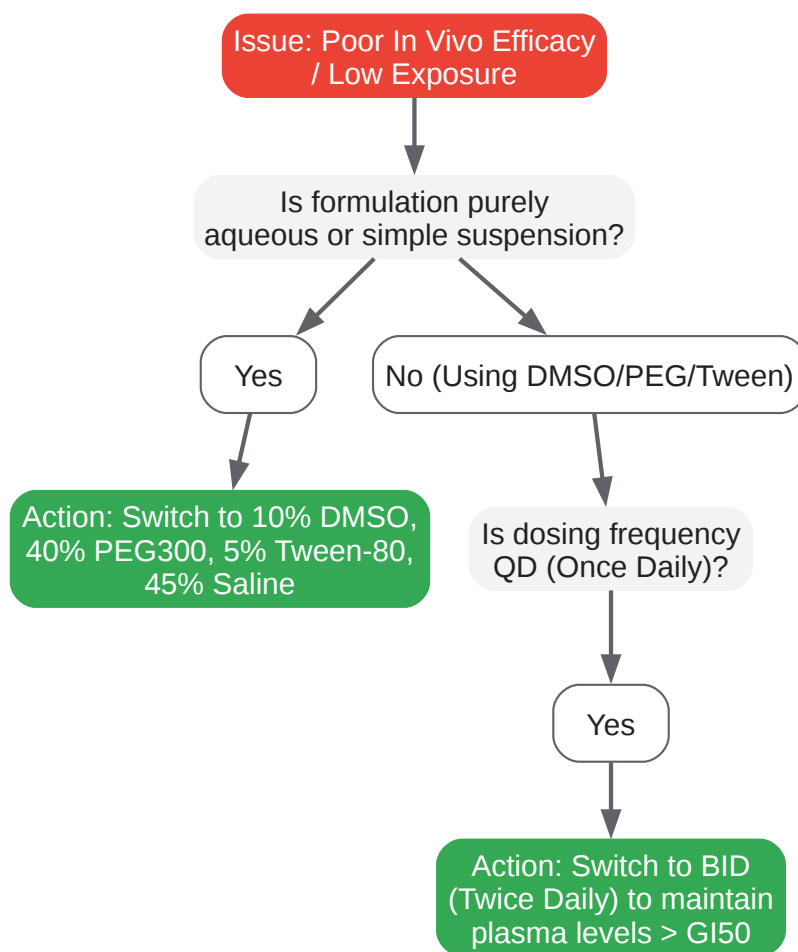 Issue: Poor In Vivo Efficacy
/ Low Exposure
Is formulation purely
aqueous or simple suspension?
Yes
No (Using DMSO/PEG/Tween)
Action: Switch to 10% DMSO,
40% PEG300, 5% Tween-80,
45% Saline
Is dosing frequency
QD (Once Daily)?
Yes
Action: Switch to BID
(Twice Daily) to maintain
plasma levels > GI50